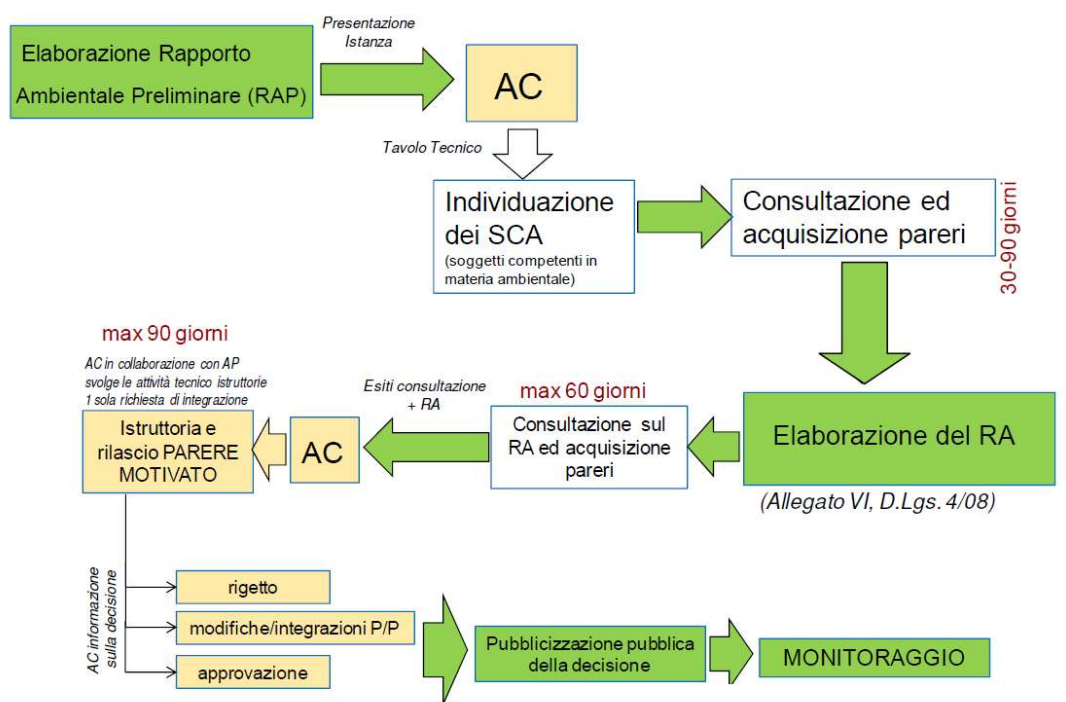 Elaborazione Rapporto
Ambientale Preliminare (RAP)
Presentazione
Istanza
AC
Tavolo Tecnico
Individuazione
dei SCA
(soggetti competenti in
materia ambientale)
Consultazione ed
acquisizione pareri
30-90 giorni
Elaborazione del RA
(Allegato VI, D.Lgs. 4/08)
max 60 giorni
Consultazione sul
RA ed acquisizione
pareri
Esiti consultazione
+ RA
AC
max 90 giorni
AC in collaborazione con AP
svolge le attività tecnico istruttorie
1 sola richiesta di integrazione
Istruttoria e
rilascio PARERE
MOTIVATO
AC informazione
sulla decisione
rigetto
modifiche/integrazioni P/P
approvazione
Pubblicizzazione pubblica
della decisione
MONITORAGGIO